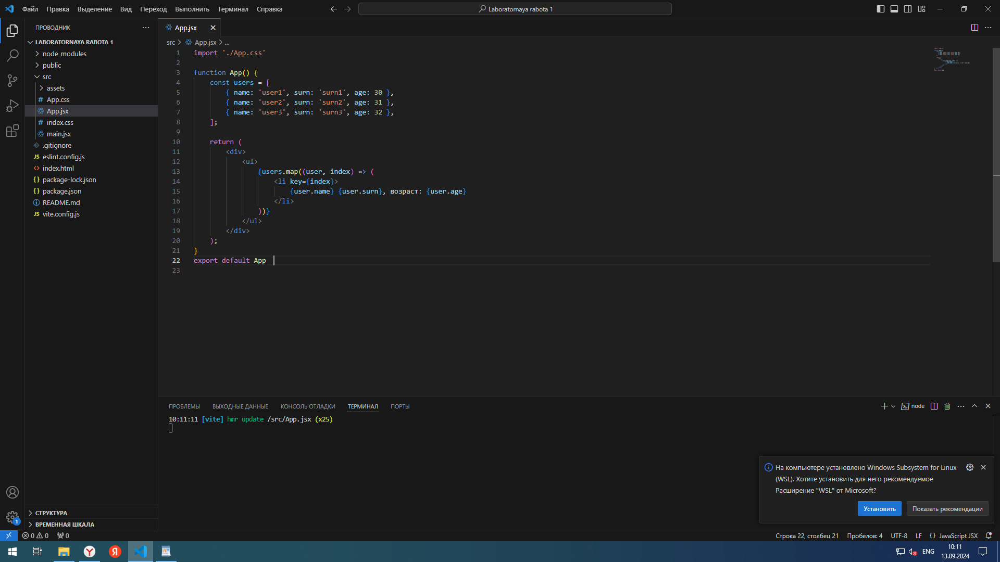 Файл Правка Выделение Вид Переход Выполнить Терминал Справка
Laboratornaya rabota 1
ПРОВОДНИК
LABORATORNAYA RABOTA 1
node_modules
public
src
assets
# App.css
App.jsx
# index.css
main.jsx
.gitignore
JS eslint.config.js
<> index.html
{} package-lock.json
{} package.json
README.md
JS vite.config.js
СТРУКТУРА
ВРЕМЕННАЯ ШКАЛА
App.jsx
src > App.jsx > ...
1 import './App.css'
2
3 function App() {
4 const users = [
5 { name: 'user1', surn: 'surn1', age: 30 },
6 { name: 'user2', surn: 'surn2', age: 31 },
7 { name: 'user3', surn: 'surn3', age: 32 },
8 ];
9
10 return (
11 <div>
12 <ul>
13 {users.map((user, index) => (
14 <li key={index}>
15 {user.name} {user.surn}, возраст: {user.age}
16 </li>
17 ))}
18 </ul>
19 </div>
20 );
21 }
22 export default App
23
ПРОБЛЕМЫ ВЫХОДНЫЕ ДАННЫЕ КОНСОЛЬ ОТЛАДКИ ТЕРМИНАЛ ПОРТЫ
node
10:11:11 [vite] hmr update /src/App.jsx (x25)
На компьютере установлено Windows Subsystem for Linux
(WSL). Хотите установить для него рекомендуемое
Расширение "WSL" от Microsoft?
Установить Показать рекомендации
1
0 0 0
Строка 22, столбец 21 Пробелов: 4 UTF-8 LF {} JavaScript JSX
ENG
10:11
13.09.2024